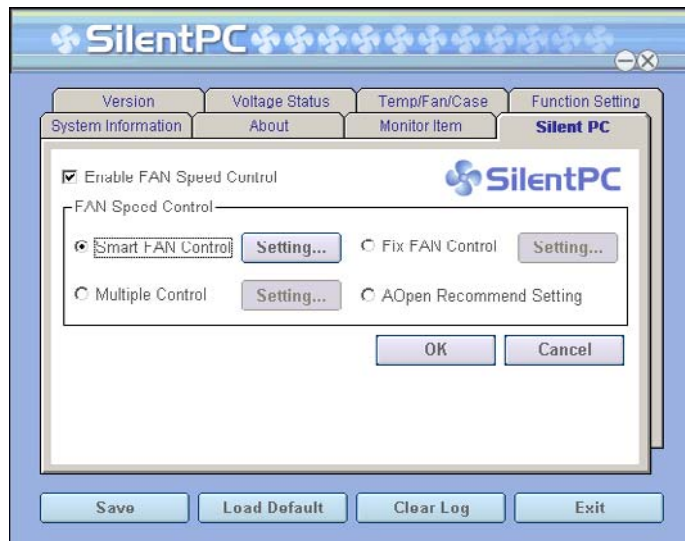 SilentPC
Version Voltage Status Temp/Fan/Case Function Setting
System Information About Monitor Item Silent PC
Enable FAN Speed Control
SilentPC
FAN Speed Control
Smart FAN Control Setting... Fix FAN Control Setting...
Multiple Control Setting... AOpen Recommend Setting
OK Cancel
Save Load Default Clear Log Exit